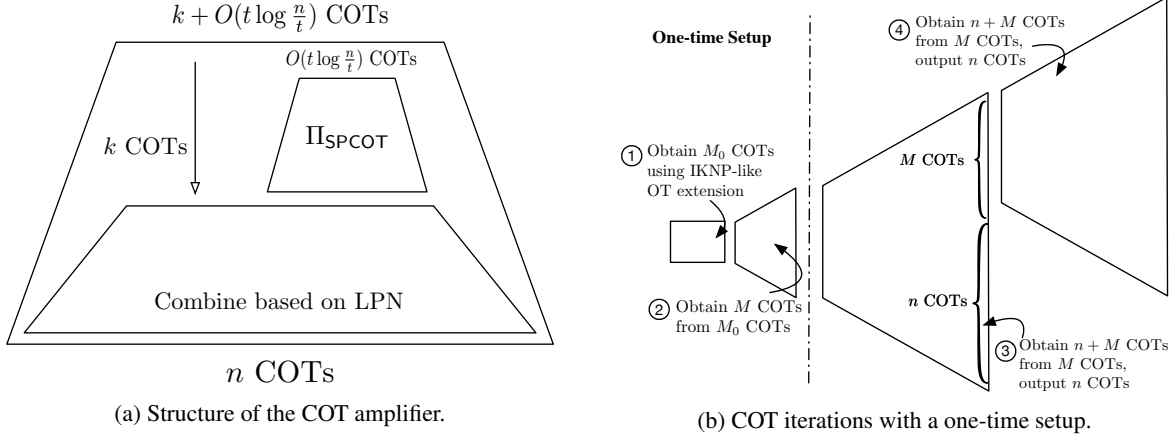 k + O(t log n/t) COTs
O(t log n/t) COTs
k COTs
Π_SPCOT
Combine based on LPN
n COTs
(a) Structure of the COT amplifier.
One-time Setup
① Obtain M₀ COTs
using IKNP-like
OT extension
② Obtain M COTs
from M₀ COTs
M COTs
n COTs
③ Obtain n + M COTs
from M COTs,
output n COTs
④ Obtain n + M COTs
from M COTs,
output n COTs
(b) COT iterations with a one-time setup.